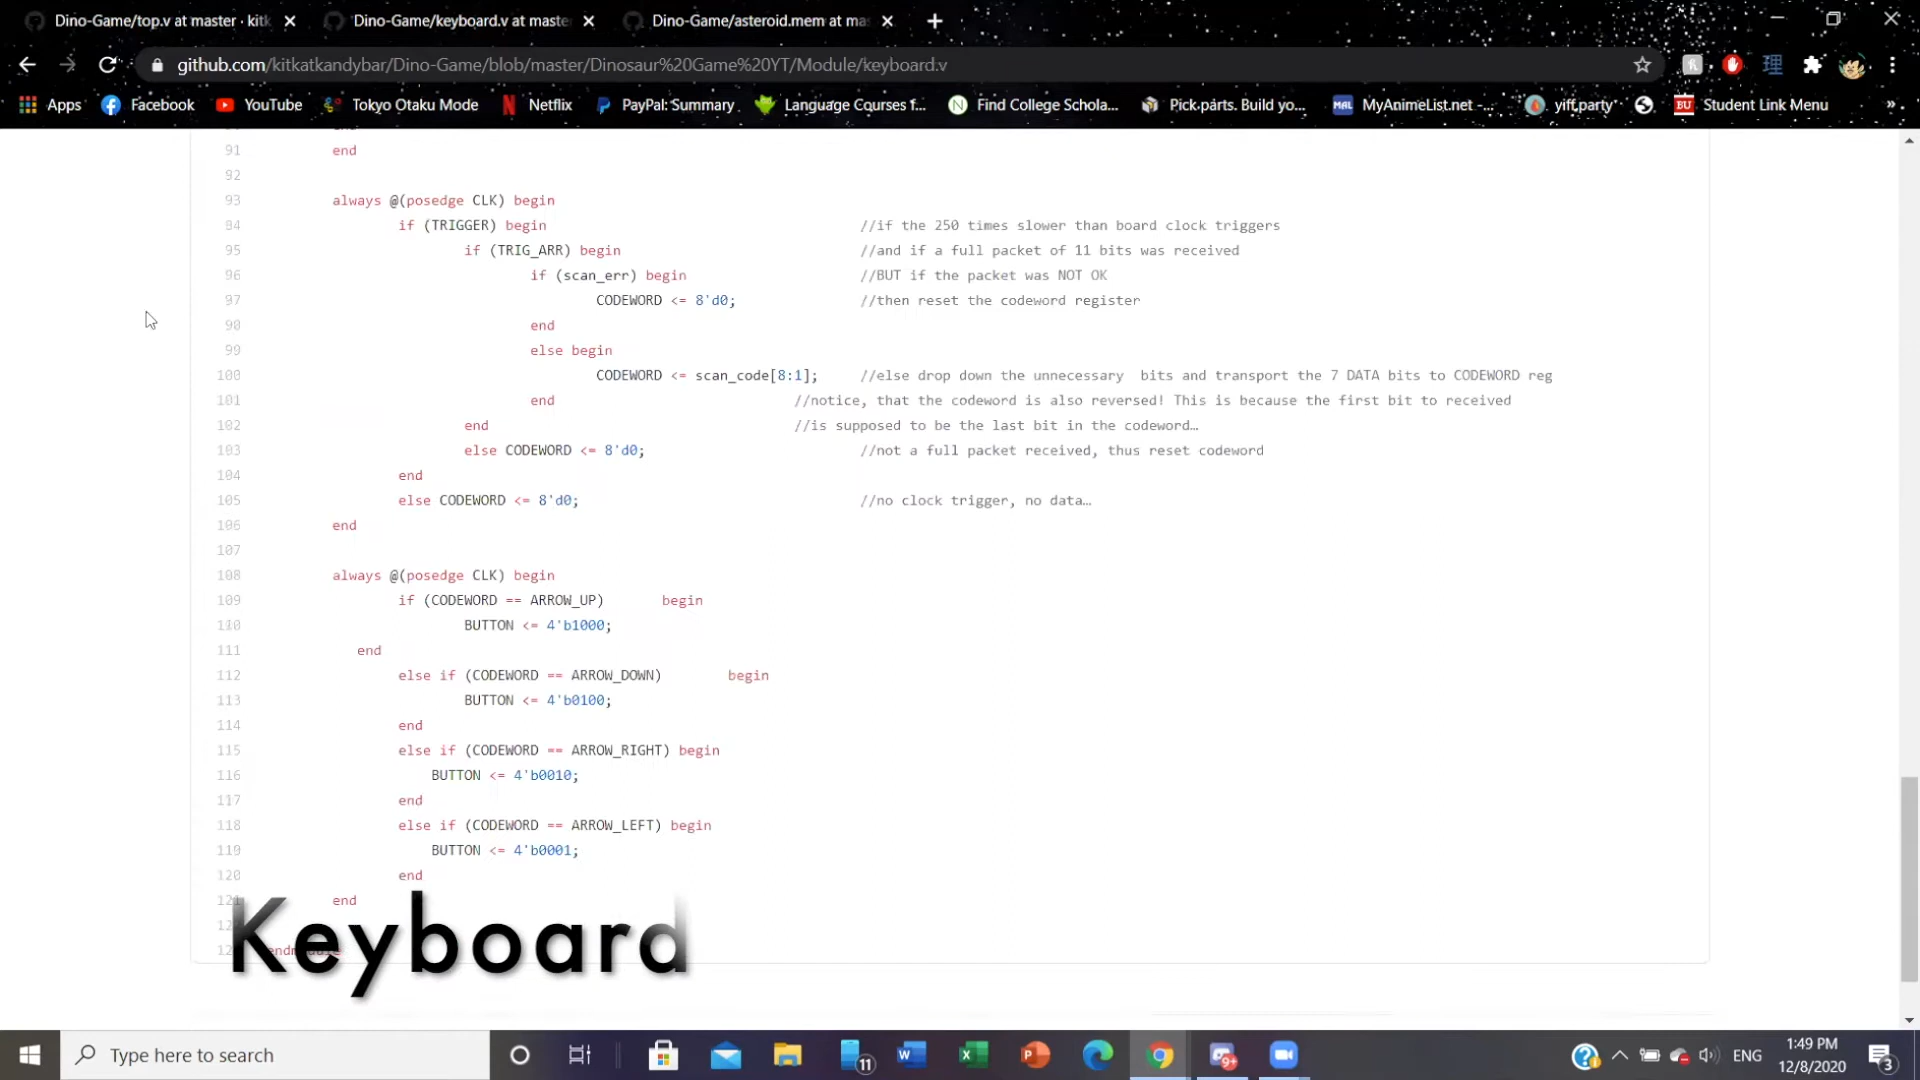 Dino-Game/top.v at master · kitk
Dino-Game/keyboard.v at maste
Dino-Game/asteroid.mem at mas
github.com/kitkatkandybar/Dino-Game/blob/master/Dinosaur%20Game%20YT/Module/keyboard.v
Apps Facebook YouTube Tokyo Otaku Mode Netflix PayPal: Summary Language Courses f... Find College Schola... Pick parts. Build yo... MyAnimeList.net -... yiff.party Student Link Menu »
91 end
92
93 always @(posedge CLK) begin
94 if (TRIGGER) begin //if the 250 times slower than board clock triggers
95 if (TRIG_ARR) begin //and if a full packet of 11 bits was received
96 if (scan_err) begin //BUT if the packet was NOT OK
97 CODEWORD <= 8'd0; //then reset the codeword register
98 end
99 else begin
100 CODEWORD <= scan_code[8:1]; //else drop down the unnecessary  bits and transport the 7 DATA bits to CODEWORD reg
101 end //notice, that the codeword is also reversed! This is because the first bit to received
102 end //is supposed to be the last bit in the codeword…
103 else CODEWORD <= 8'd0; //not a full packet received, thus reset codeword
104 end
105 else CODEWORD <= 8'd0; //no clock trigger, no data…
106 end
107
108 always @(posedge CLK) begin
109 if (CODEWORD == ARROW_UP) begin
110 BUTTON <= 4'b1000;
111 end
112 else if (CODEWORD == ARROW_DOWN) begin
113 BUTTON <= 4'b0100;
114 end
115 else if (CODEWORD == ARROW_RIGHT) begin
116 BUTTON <= 4'b0010;
117 end
118 else if (CODEWORD == ARROW_LEFT) begin
119 BUTTON <= 4'b0001;
120 end
end
Keyboard
Type here to search
11
9+
ENG
1:49 PM
12/8/2020
3